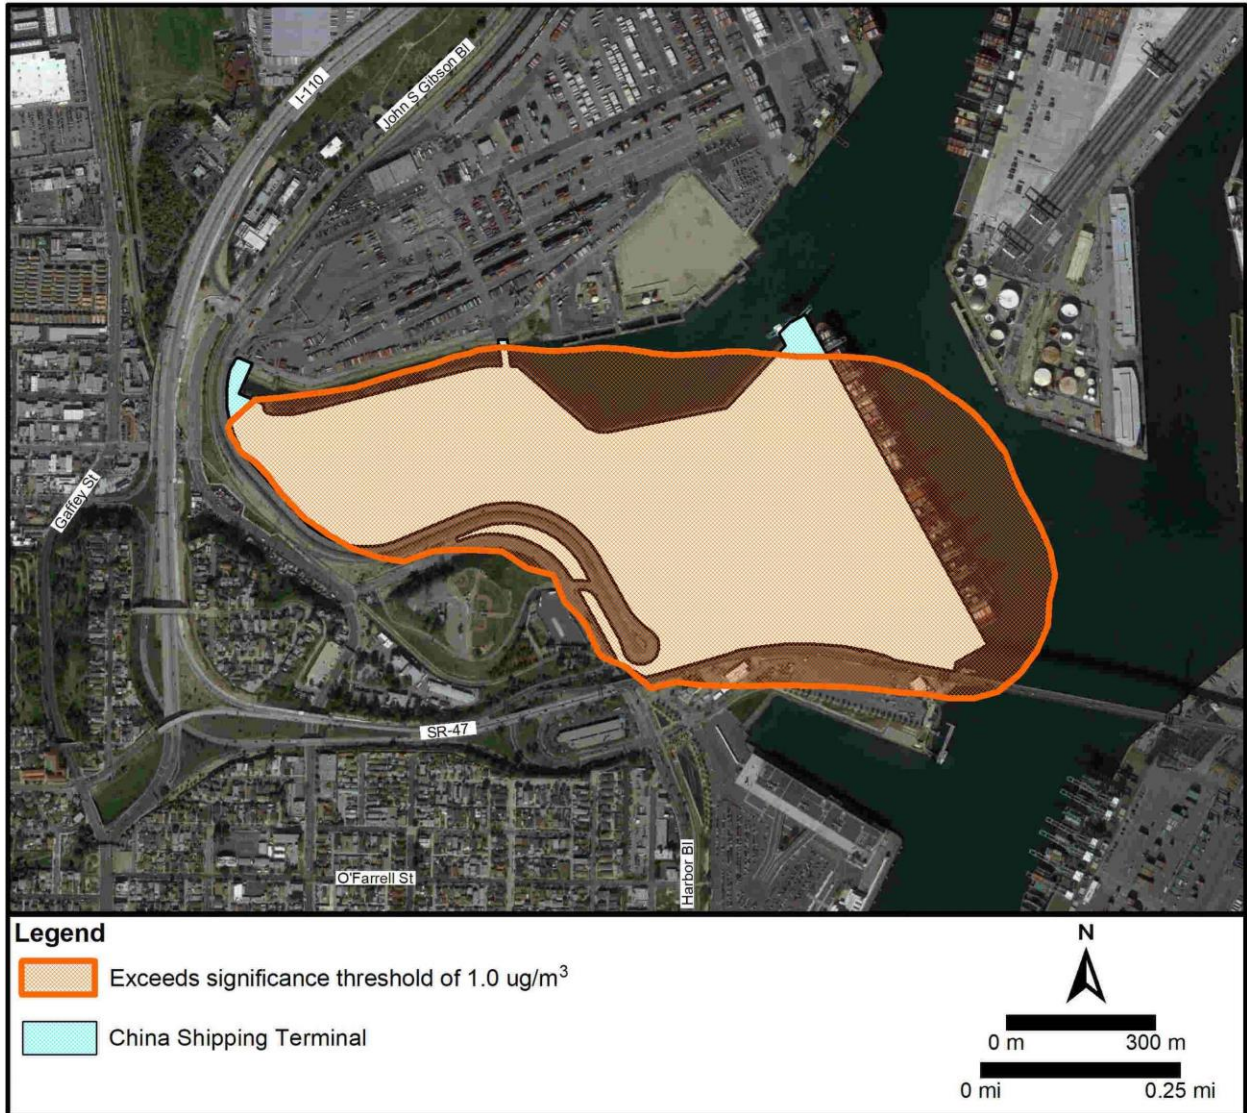 I-110
John S Gibson Bl
Gaffey St
SR-47
O'Farrell St
Harbor Bl
Legend
Exceeds significance threshold of 1.0 ug/m³
China Shipping Terminal
N
0 m 300 m
0 mi 0.25 mi